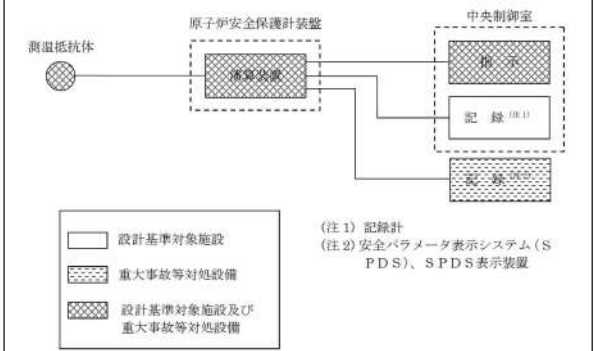 原子炉安全保護計装盤
中央制御室
測温抵抗体
演算装置
指示
記録(注1)
記録(注2)
(注1) 記録計
(注2) 安全パラメータ表示システム(S
PDS)、SPDS表示装置
設計基準対象施設
重大事故等対処設備
設計基準対象施設及び
重大事故等対処設備